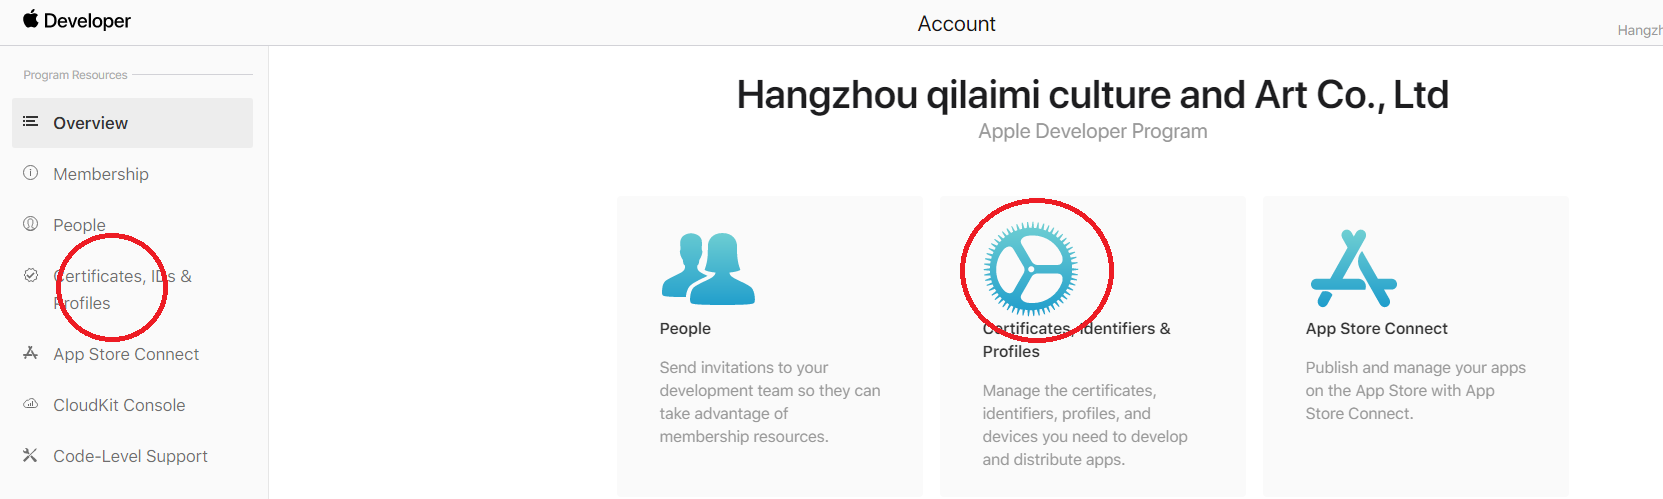 Developer
Account
Hangzh
Program Resources
Overview
Membership
People
Certificates, IDs &
Profiles
App Store Connect
CloudKit Console
Code-Level Support
Hangzhou qilaimi culture and Art Co., Ltd
Apple Developer Program
People
Send invitations to your
development team so they can
take advantage of
membership resources.
Certificates, Identifiers &
Profiles
Manage the certificates,
identifiers, profiles, and
devices you need to develop
and distribute apps.
App Store Connect
Publish and manage your apps
on the App Store with App
Store Connect.